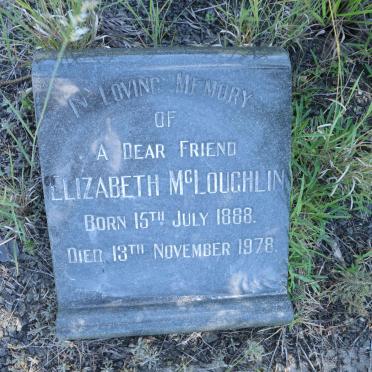 In Loving Memory
OF
A Dear Friend
Elizabeth McLoughlin
Born 15th July 1888.
Died 13th November 1978.